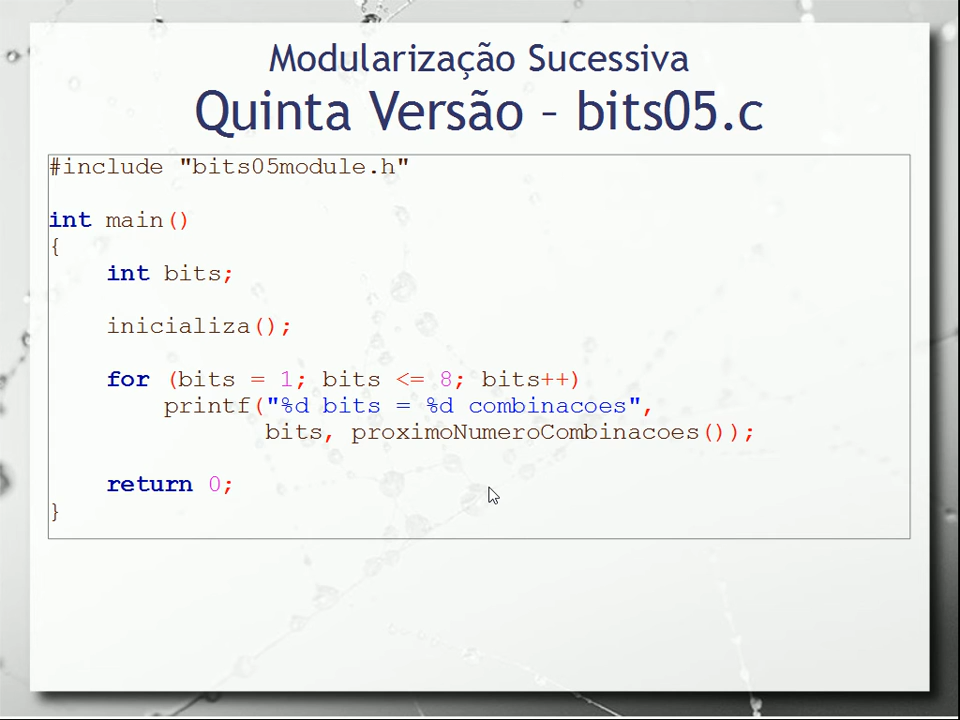 Modularização Sucessiva
Quinta Versão – bits05.c
#include "bits05module.h"
int main()
{
int bits;
inicializa();
for (bits = 1; bits <= 8; bits++)
printf("%d bits = %d combinacoes",
bits, proximoNumeroCombinacoes());
return 0;
}